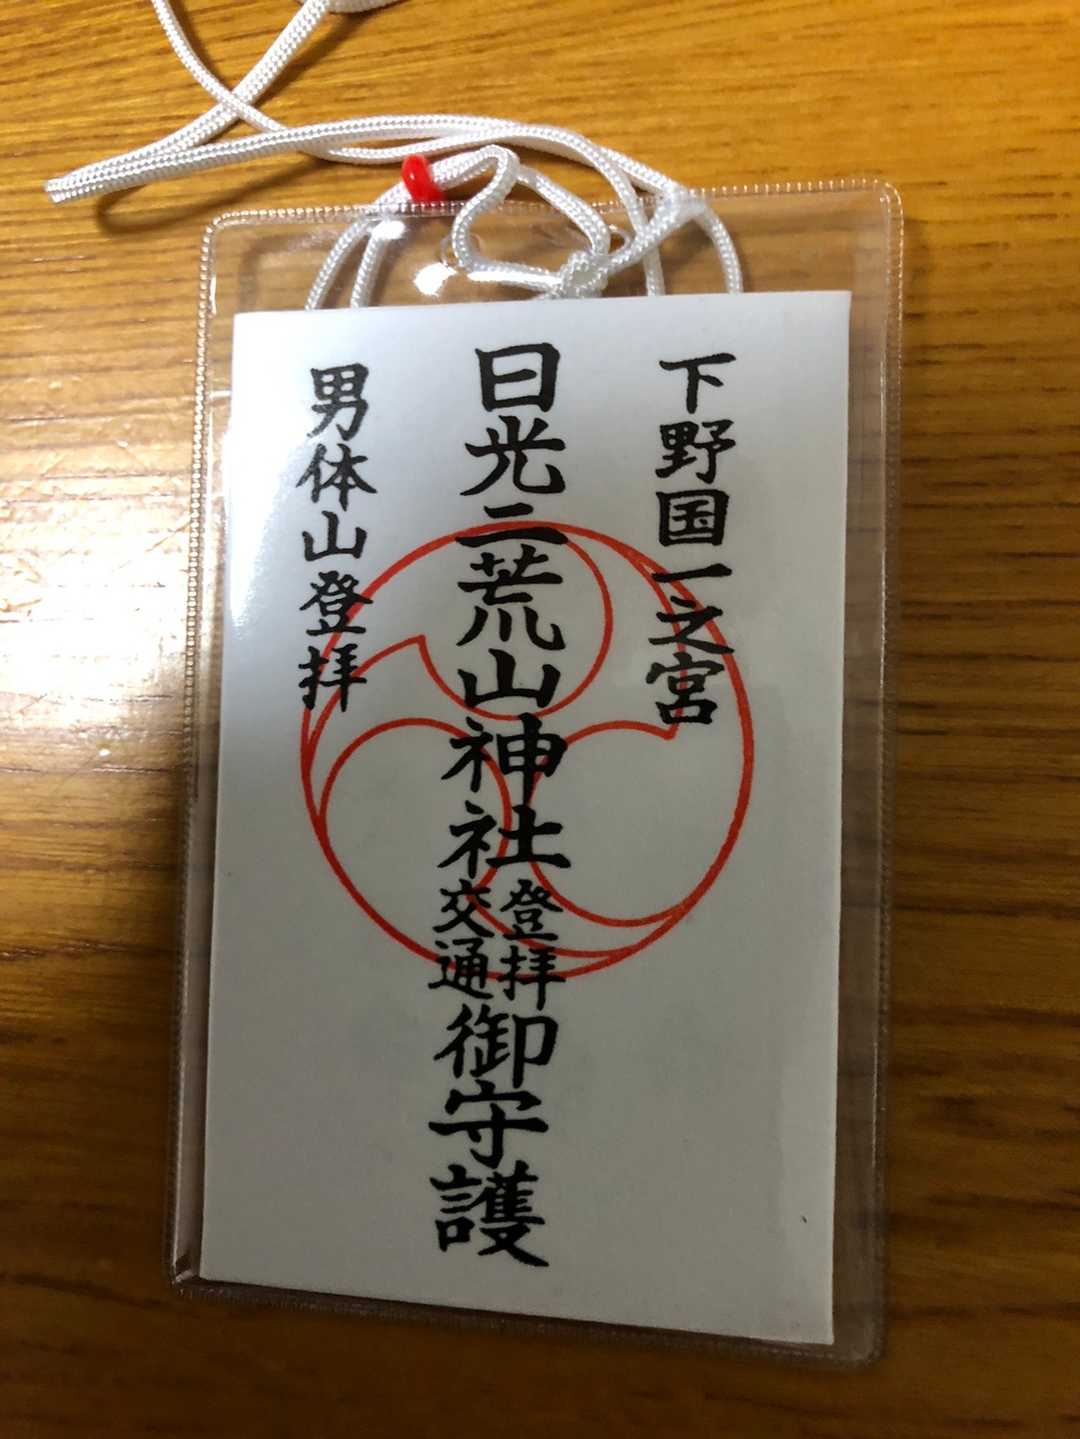 下野国一之宮
日光二荒山神社
登拝
交通
御守護
男体山登拝